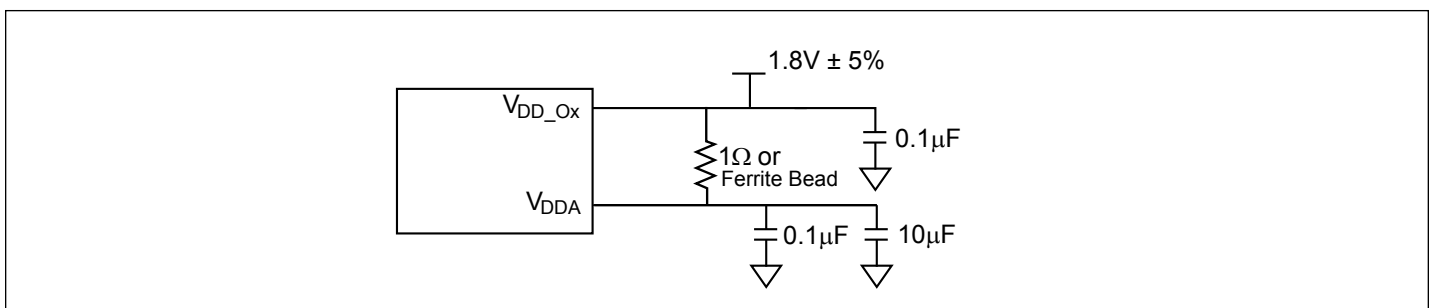 1.8V ± 5%
V_DD_Ox
0.1μF
1Ω or
Ferrite Bead
V_DDA
0.1μF
10μF